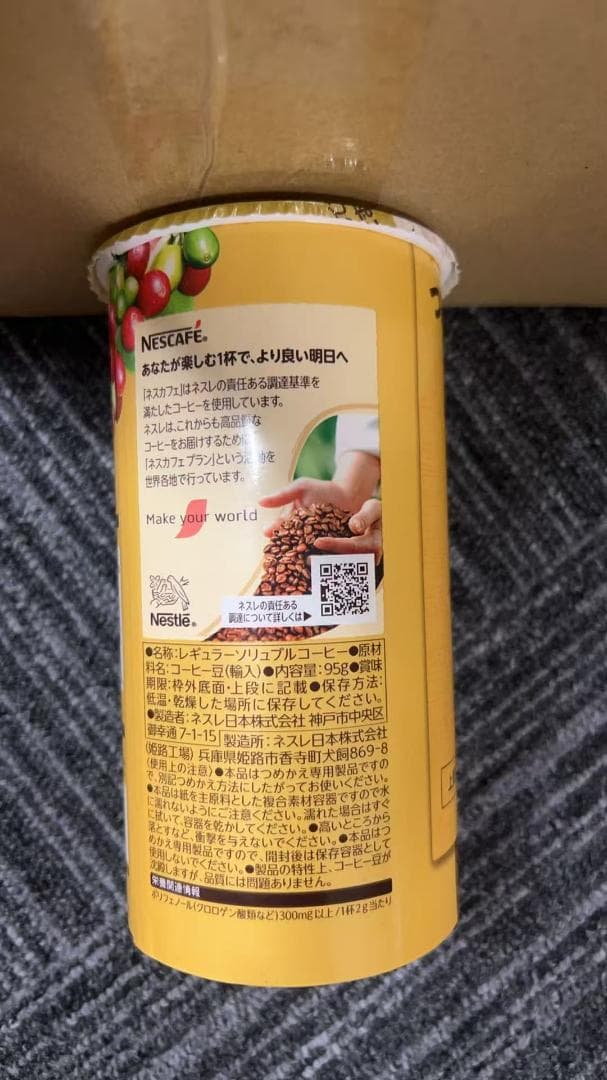 NESCAFÉ®
あなたが楽しむ1杯で、より良い明日へ
「ネスカフェ」はネスレの責任ある調達基準を
満たしたコーヒーを使用しています。
ネスレは、これからも高品質な
コーヒーをお届けするために
「ネスカフェ プラン」という活動を
世界各地で行っています。
Make your world
Nestlé®
ネスレの責任ある
調達について詳しくは▶
●名称:レギュラーソリュブルコーヒー●原材
料名:コーヒー豆(輸入)●内容量:95g●賞味
期限:枠外底面・上段に記載●保存方法:
低温・乾燥した場所に保存してください。
●製造者:ネスレ日本株式会社 神戸市中央区
御幸通7-1-15 製造所:ネスレ日本株式会社
(姫路工場) 兵庫県姫路市香寺町犬飼869-8
〈使用上の注意〉●本品はつめかえ専用製品ですの
で、別記つめかえ方法にしたがってお使いください。
●本品は紙を主原料とした複合素材容器ですので水
に濡れないようにご注意ください。濡れた場合はすぐ
に拭いて、容器を乾かしてください。●高いところから
落とすなど、衝撃を与えないでください。●本品はつ
めかえ専用製品ですので、開封後は保存容器として
使用しないでください。●製品の特性上、コーヒー豆が
沈殿しますが、品質には問題ありません。
栄養関連情報
ポリフェノール(クロロゲン酸類など)300mg以上/1杯2g当たり